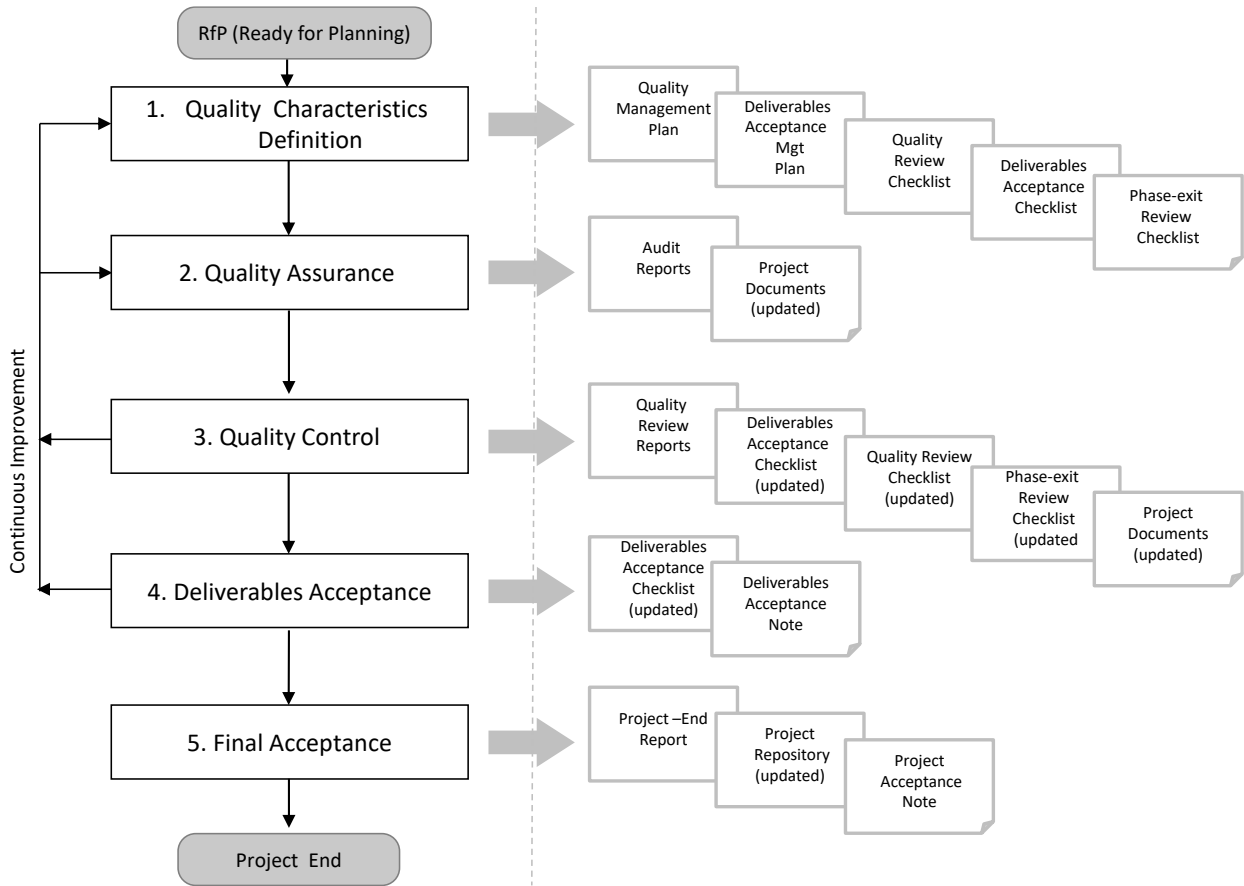 RfP (Ready for Planning)
1. Quality Characteristics
Definition
Quality
Management
Plan
Deliverables
Acceptance
Mgt
Plan
Quality
Review
Checklist
Deliverables
Acceptance
Checklist
Phase-exit
Review
Checklist
2. Quality Assurance
Audit
Reports
Project
Documents
(updated)
Continuous Improvement
3. Quality Control
Quality
Review
Reports
Deliverables
Acceptance
Checklist
(updated)
Quality Review
Checklist
(updated)
Phase-exit
Review
Checklist
(updated
Project
Documents
(updated)
4. Deliverables Acceptance
Deliverables
Acceptance
Checklist
(updated)
Deliverables
Acceptance
Note
5. Final Acceptance
Project –End
Report
Project
Repository
(updated)
Project
Acceptance
Note
Project End